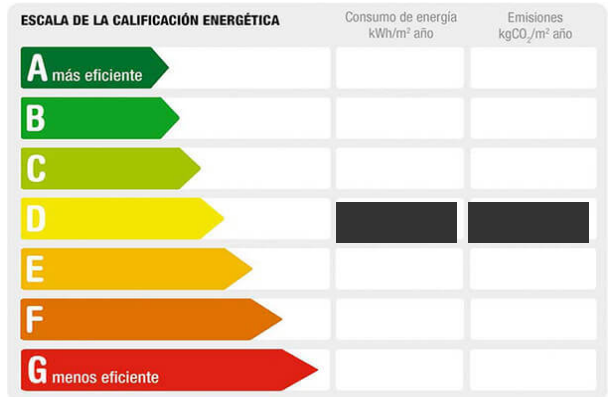 ESCALA DE LA CALIFICACIÓN ENERGÉTICA
Consumo de energía
kWh/m² año
Emisiones
kgCO₂/m² año
A más eficiente
B
C
D
E
F
G menos eficiente